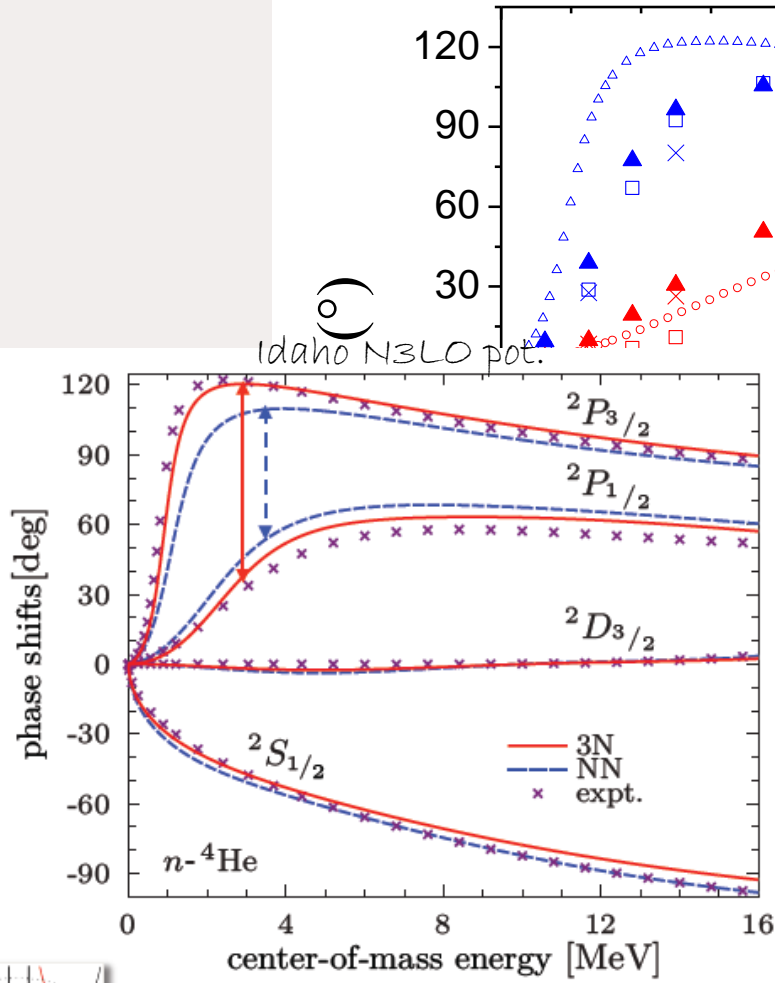 120
90
60
30
Idaho N3LO pot.
120
90
60
30
0
-30
-60
-90
phase shifts[deg]
²P₃/₂
²P₁/₂
²D₃/₂
²S₁/₂
3N
NN
expt.
n-⁴He
0 4 8 12 16
center-of-mass energy [MeV]